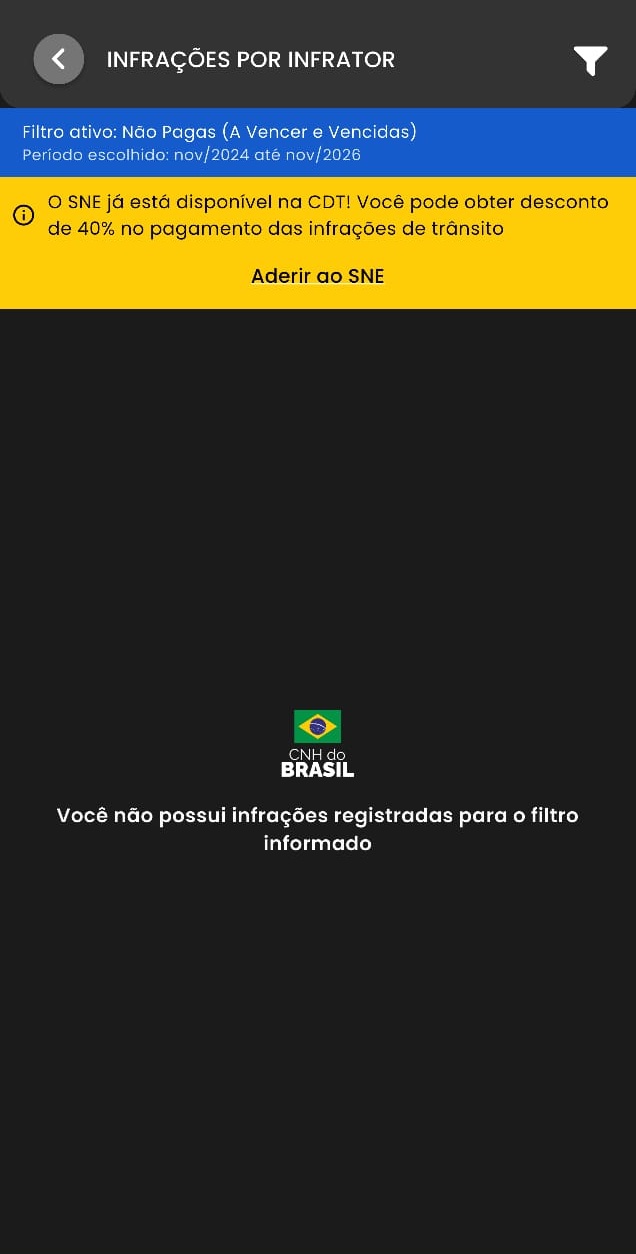 INFRAÇÕES POR INFRATOR
Filtro ativo: Não Pagas (A Vencer e Vencidas)
Período escolhido: nov/2024 até nov/2026
O SNE já está disponível na CDT! Você pode obter desconto
de 40% no pagamento das infrações de trânsito
Aderir ao SNE
CNH do
BRASIL
Você não possui infrações registradas para o filtro
informado